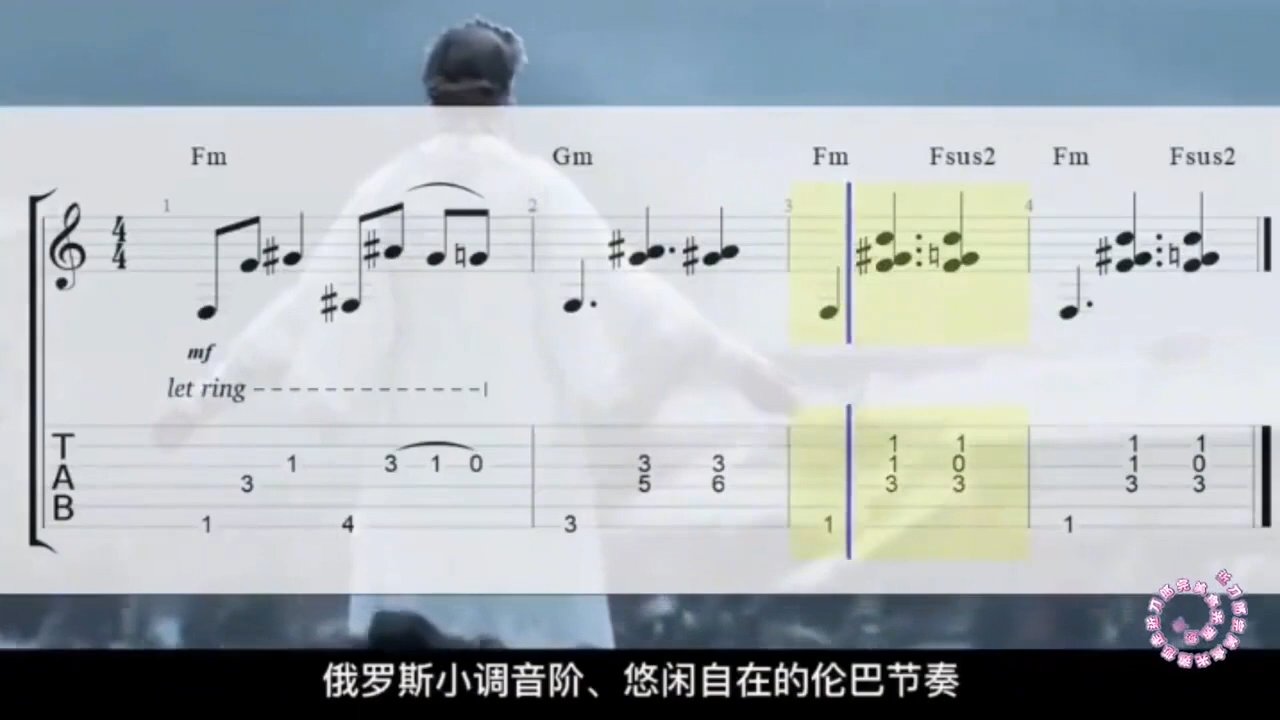 Fm Gm Fm Fsus2 Fm Fsus2
1 2 3 4
4
4
mf
let ring
T
A
B
1 1 1 1
1 3 1 0 3 3 1 0 1 0
3 5 6 3 3 3 3
1 4 3 1 1
俄罗斯小调音阶、悠闲自在的伦巴节奏